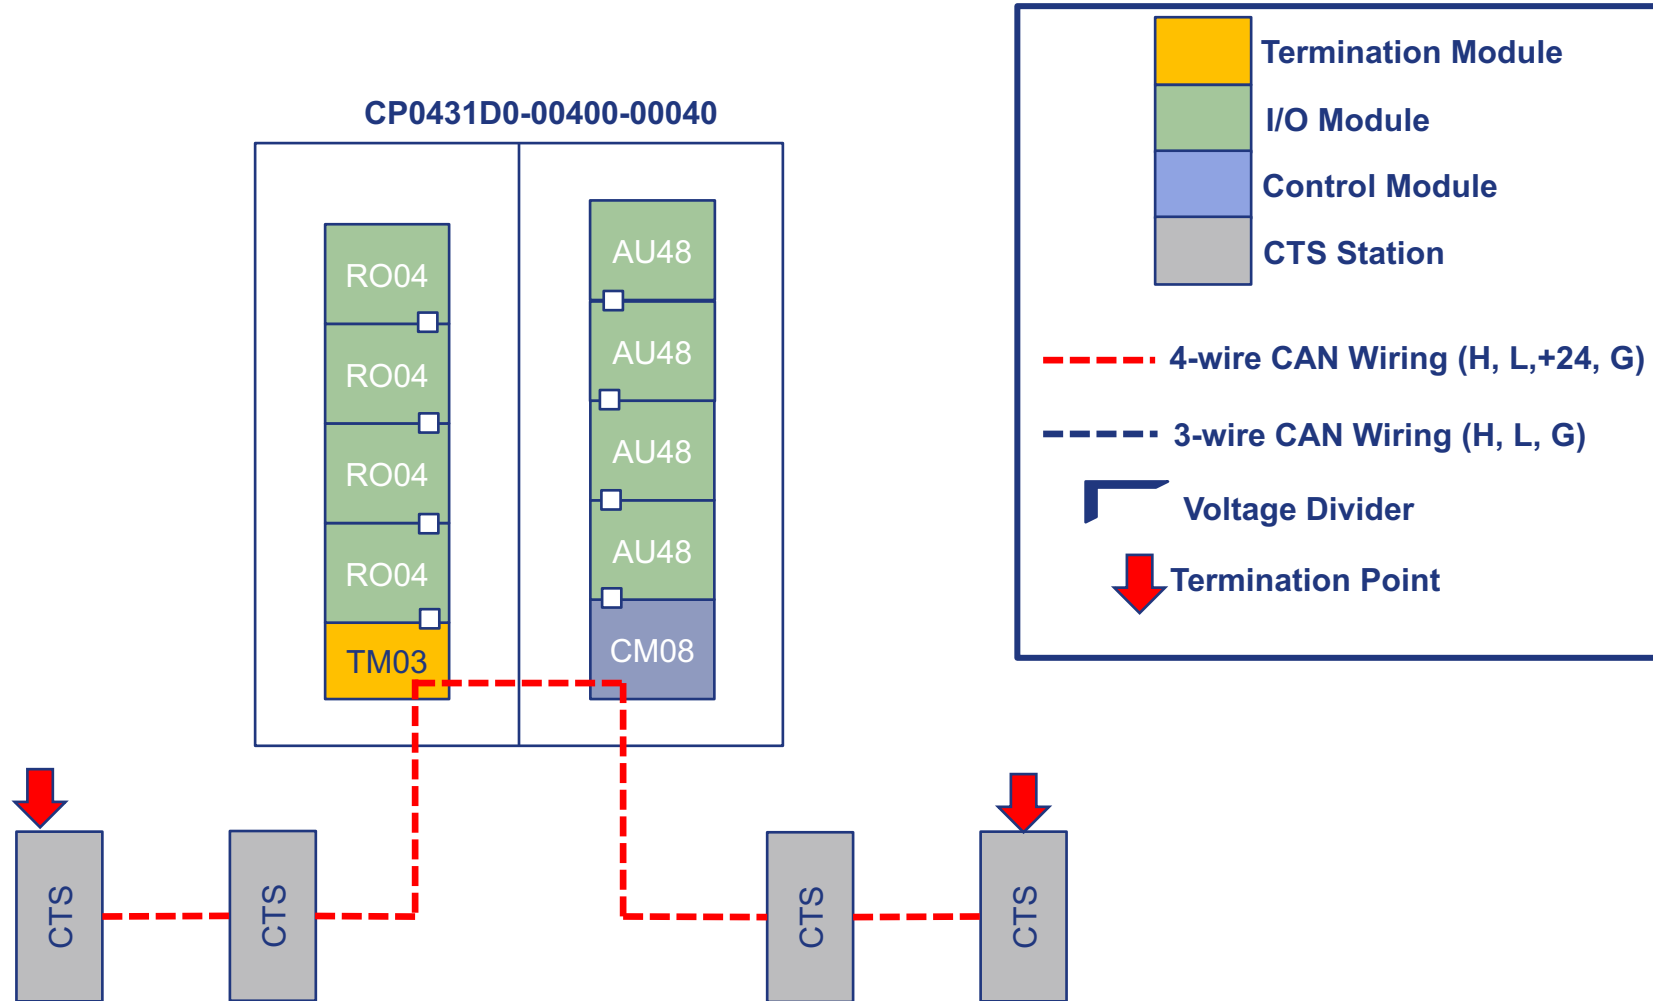 CP0431D0-00400-00040
RO04
RO04
RO04
RO04
TM03
AU48
AU48
AU48
AU48
CM08
CTS
CTS
CTS
CTS
Termination Module
I/O Module
Control Module
CTS Station
4-wire CAN Wiring (H, L,+24, G)
3-wire CAN Wiring (H, L, G)
Voltage Divider
Termination Point